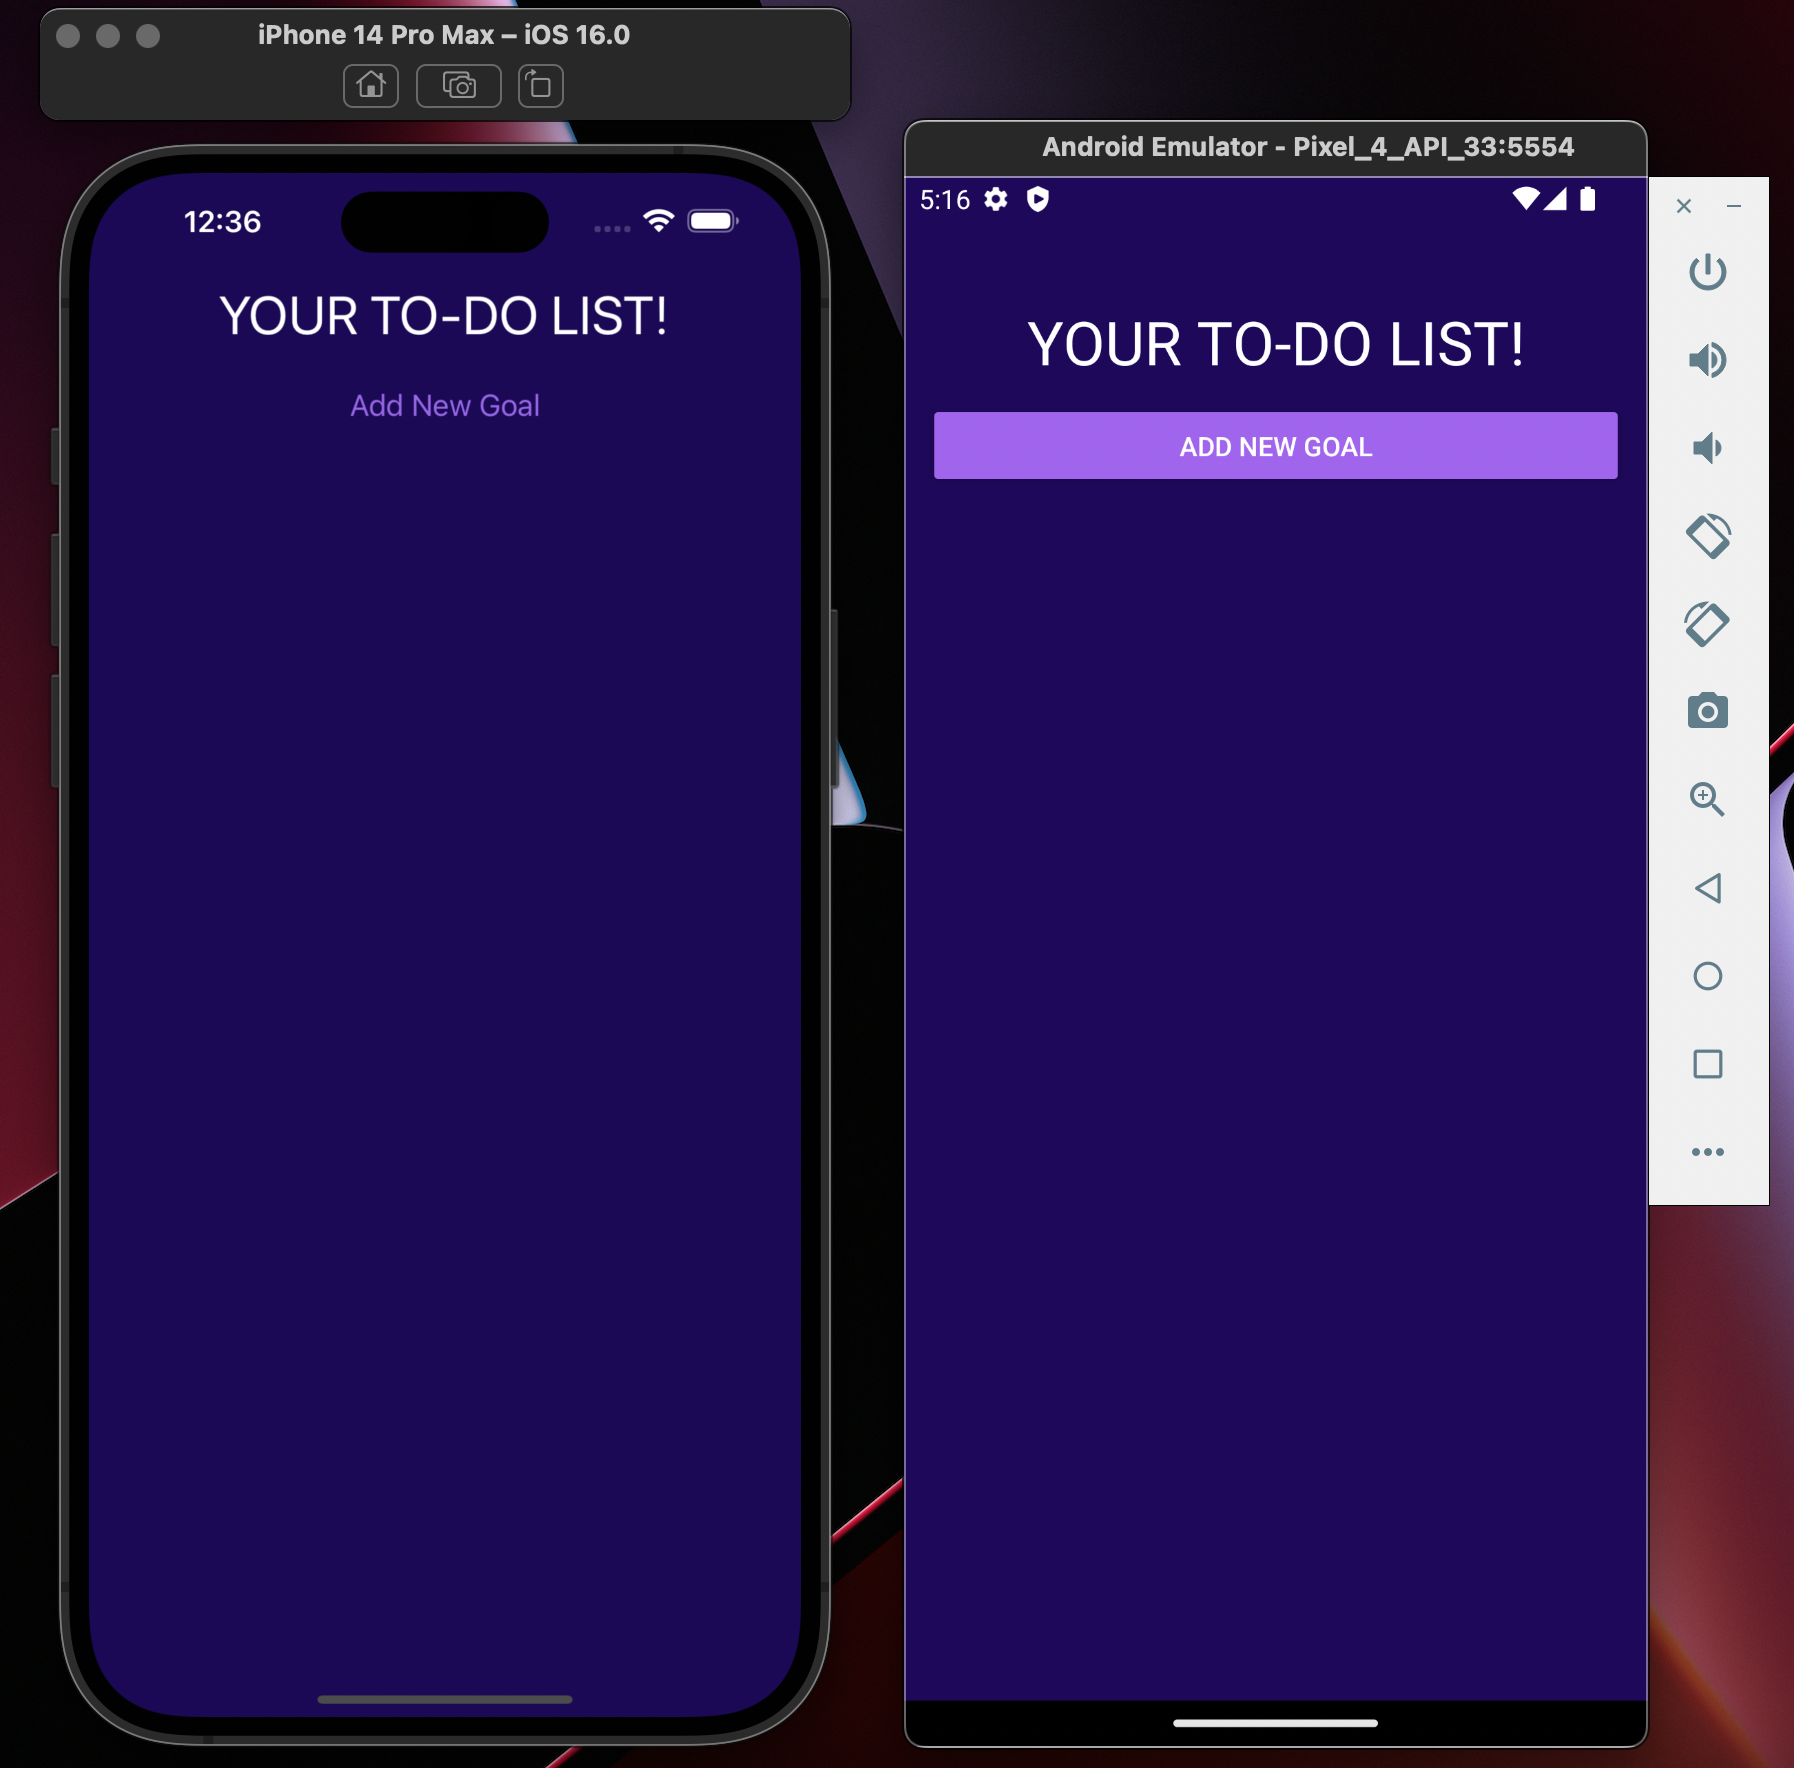 iPhone 14 Pro Max – iOS 16.0
12:36
YOUR TO-DO LIST!
Add New Goal
Android Emulator - Pixel_4_API_33:5554
5:16
YOUR TO-DO LIST!
ADD NEW GOAL